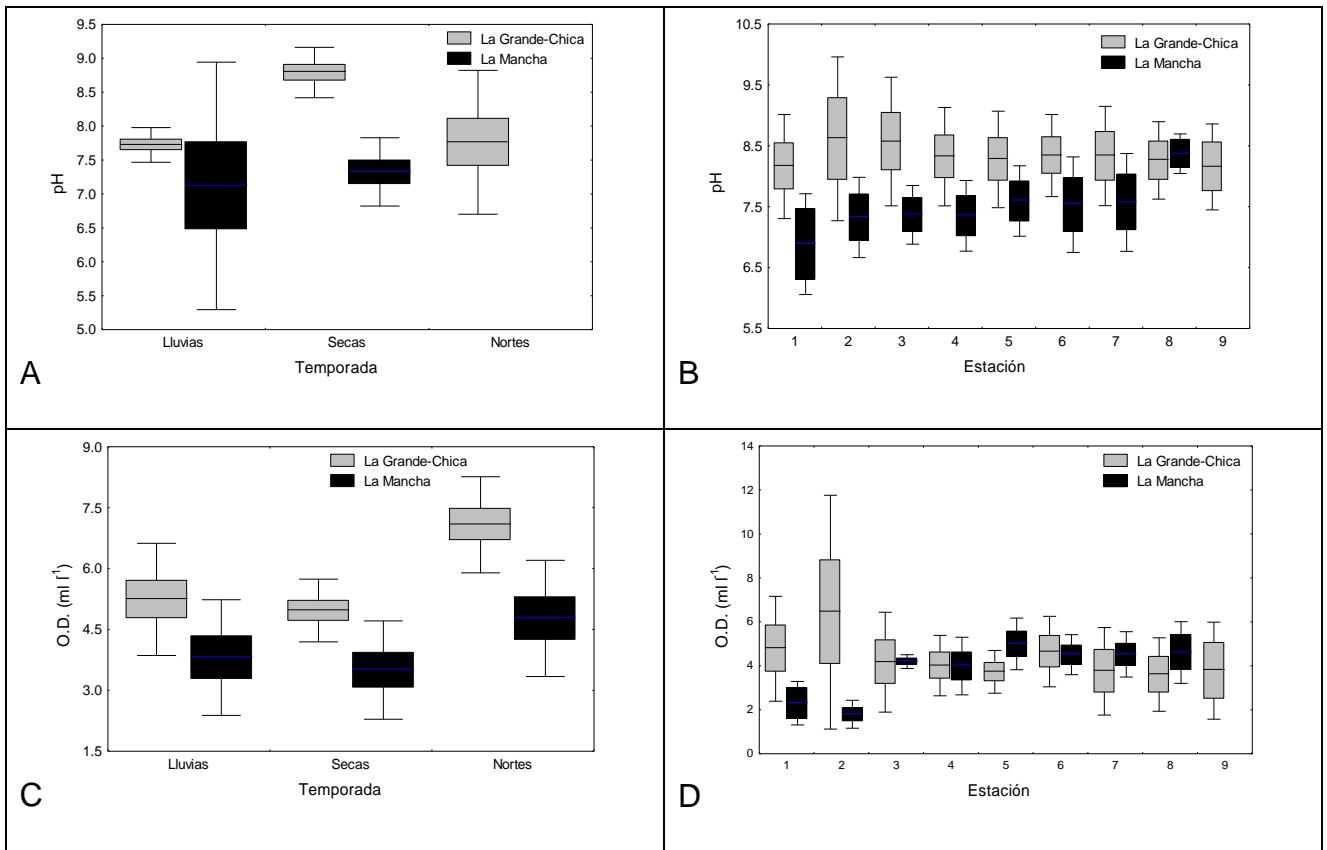 9.5
9.0
8.5
8.0
7.5
7.0
6.5
6.0
5.5
5.0
pH
La Grande-Chica
La Mancha
Lluvias Secas Nortes
Temporada
A
10.5
9.5
8.5
7.5
6.5
5.5
pH
La Grande-Chica
La Mancha
1 2 3 4 5 6 7 8 9
Estación
B
9.0
7.5
6.0
4.5
3.0
1.5
O.D. (ml l⁻¹)
La Grande-Chica
La Mancha
Lluvias Secas Nortes
Temporada
C
14
12
10
8
6
4
2
0
O.D. (ml l⁻¹)
La Grande-Chica
La Mancha
1 2 3 4 5 6 7 8 9
Estación
D